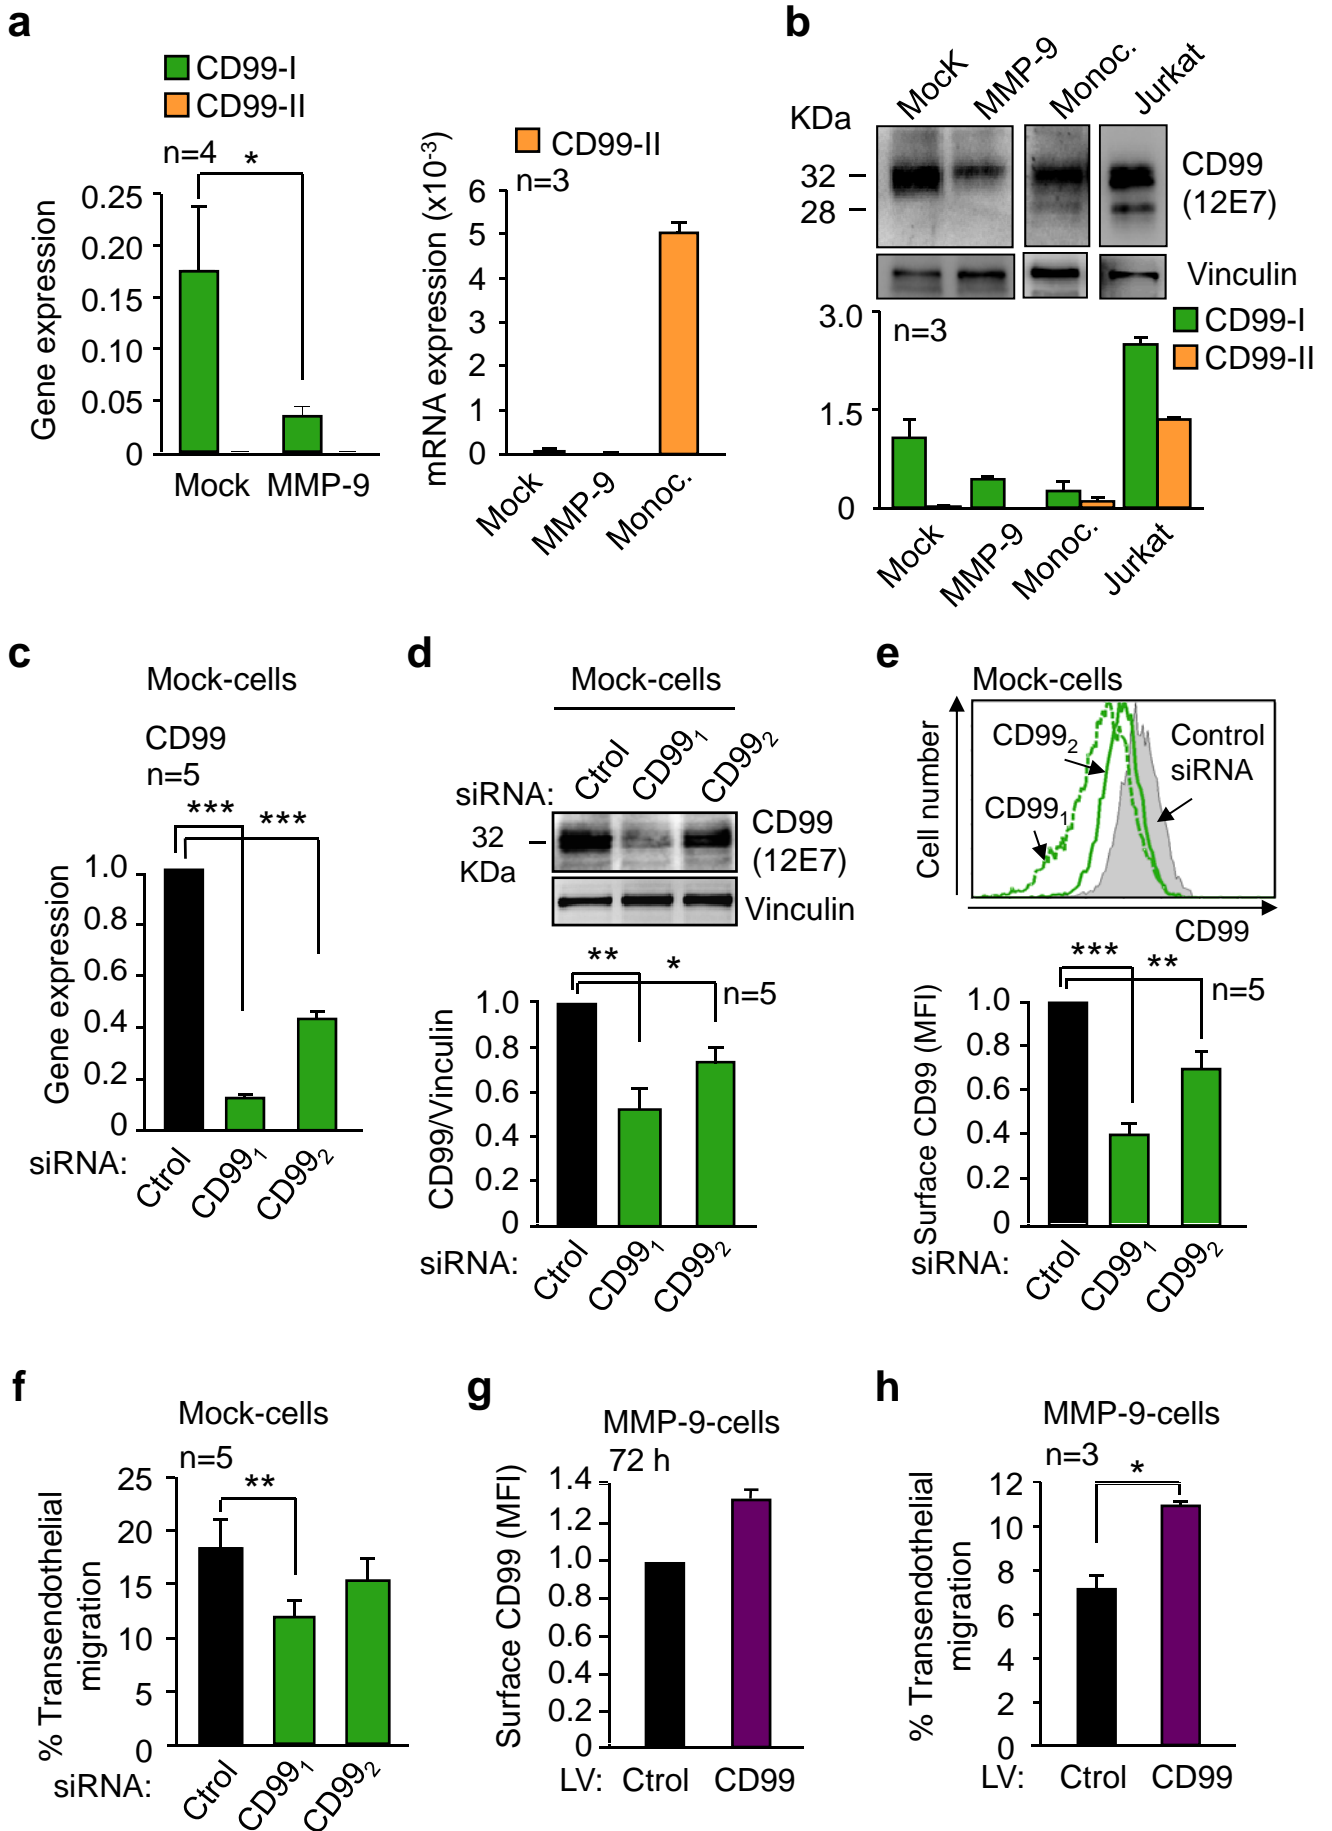 a
CD99-I
CD99-II
n=4
*
Gene expression
0.25
0.20
0.15
0.10
0.05
0
Mock MMP-9
CD99-II
n=3
mRNA expression (x10-3)
6
5
4
3
2
1
0
Mock
MMP-9
Monoc.
b
MocK
MMP-9
Monoc.
Jurkat
KDa
32
28
CD99
(12E7)
Vinculin
CD99-I
CD99-II
n=3
3.0
1.5
0
Mock
MMP-9
Monoc.
Jurkat
c
Mock-cells
CD99
n=5
***
***
Gene expression
1.0
0.8
0.6
0.4
0.2
0
siRNA:
Ctrol
CD991
CD992
d
Mock-cells
siRNA:
Ctrol
CD991
CD992
32
KDa
CD99
(12E7)
Vinculin
**
*
n=5
CD99/Vinculin
1.0
0.8
0.6
0.4
0.2
0
siRNA:
Ctrol
CD991
CD992
e
Mock-cells
Cell number
CD992
CD991
Control
siRNA
CD99
***
**
n=5
Surface CD99 (MFI)
1.0
0.8
0.6
0.4
0.2
0
siRNA:
Ctrol
CD991
CD992
f
Mock-cells
n=5
**
% Transendothelial
migration
25
20
15
10
5
0
siRNA:
Ctrol
CD991
CD992
g
MMP-9-cells
72 h
Surface CD99 (MFI)
1.4
1.2
1.0
0.8
0.6
0.4
0.2
0
LV: Ctrol CD99
h
MMP-9-cells
n=3
*
% Transendothelial
migration
12
10
8
6
4
2
0
LV: Ctrol CD99